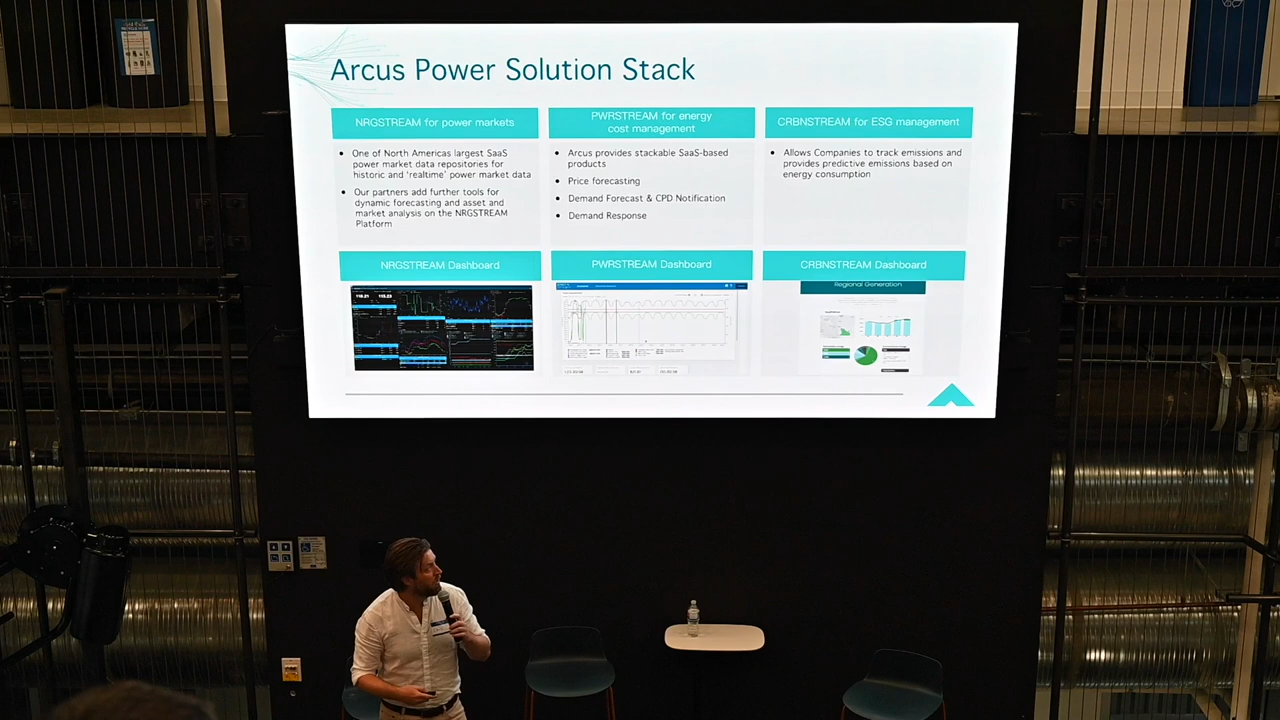 Arcus Power Solution Stack
NRGSTREAM for power markets
• One of North Americas largest SaaS
power market data repositories for
historic and 'realtime' power market data
• Our partners add further tools for
dynamic forecasting and asset and
market analysis on the NRGSTREAM
Platform
PWRSTREAM for energy
cost management
• Arcus provides stackable SaaS-based
products
• Price forecasting
• Demand Forecast & CPD Notification
• Demand Response
CRBNSTREAM for ESG management
• Allows Companies to track emissions and
provides predictive emissions based on
energy consumption
NRGSTREAM Dashboard
PWRSTREAM Dashboard
CRBNSTREAM Dashboard
Regional Generation